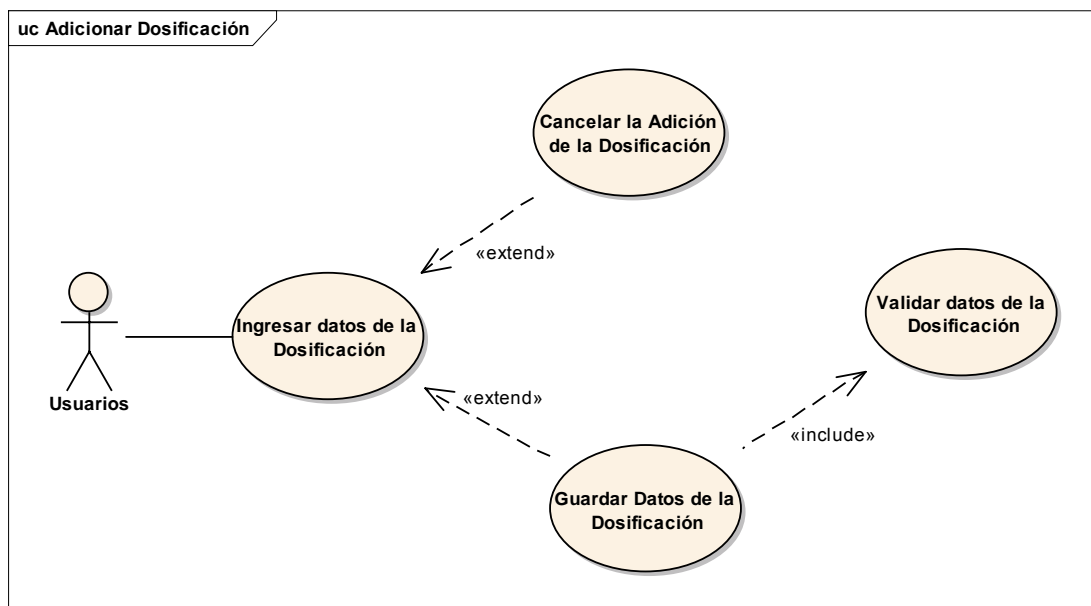 uc Adicionar Dosificación
Cancelar la Adición
de la Dosificación
«extend»
Ingresar datos de la
Dosificación
Validar datos de la
Dosificación
Usuarios
«extend»
«include»
Guardar Datos de la
Dosificación